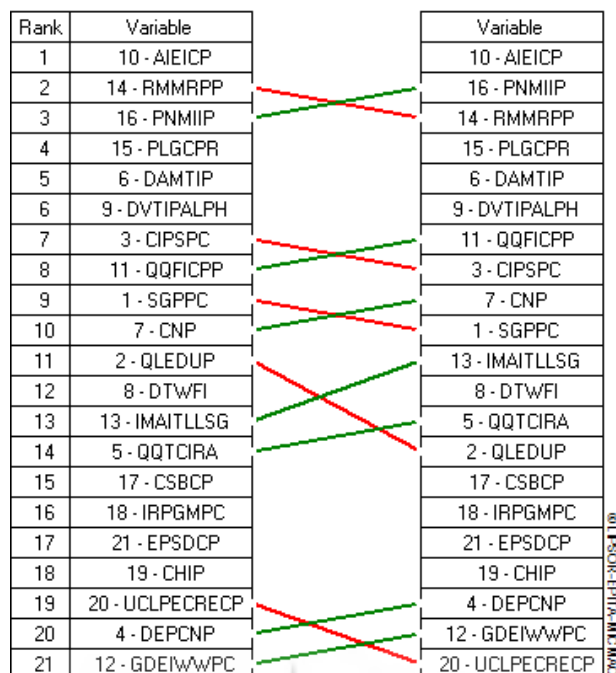 Rank Variable Variable
1 10 - AIEICP 10 - AIEICP
2 14 - RMMRPP 16 - PNMIIP
3 16 - PNMIIP 14 - RMMRPP
4 15 - PLGCPR 15 - PLGCPR
5 6 - DAMTIP 6 - DAMTIP
6 9 - DVTIPALPH 9 - DVTIPALPH
7 3 - CIPSPC 11 - QQFICPP
8 11 - QQFICPP 3 - CIPSPC
9 1 - SGPPC 7 - CNP
10 7 - CNP 1 - SGPPC
11 2 - QLEDUP 13 - IMAITLLSG
12 8 - DTWFI 8 - DTWFI
13 13 - IMAITLLSG 5 - QQTCIRA
14 5 - QQTCIRA 2 - QLEDUP
15 17 - CSBCP 17 - CSBCP
16 18 - IRPGMPC 18 - IRPGMPC
17 21 - EPSDCP 21 - EPSDCP
18 19 - CHIP 19 - CHIP
19 20 - UCLPECRECP 4 - DEPCNP
20 4 - DEPCNP 12 - GDEIWWPC
21 12 - GDEIWWPC 20 - UCLPECRECP
© LIPSOR-EPITA-MICMAC